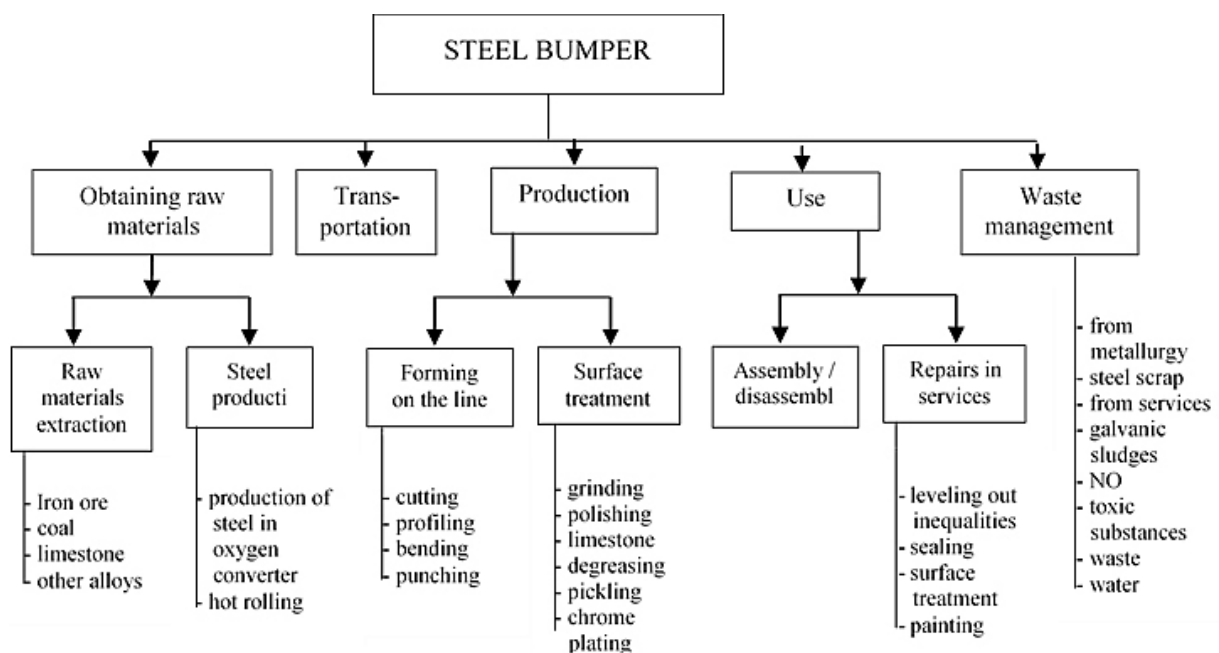 STEEL BUMPER
Obtaining raw
materials
Trans-
portation
Production
Use
Waste
management
Raw
materials
extraction
Steel
producti
Forming
on the line
Surface
treatment
Assembly /
disassembl
Repairs in
services
- Iron ore
- coal
- limestone
- other alloys
- production of
steel in
oxygen
converter
- hot rolling
- cutting
- profiling
- bending
- punching
- grinding
- polishing
- limestone
- degreasing
- pickling
- chrome
plating
- leveling out
inequalities
- sealing
- surface
treatment
- painting
- from
metallurgy
- steel scrap
- from services
- galvanic
sludges
- NO
- toxic
substances
- waste
- water